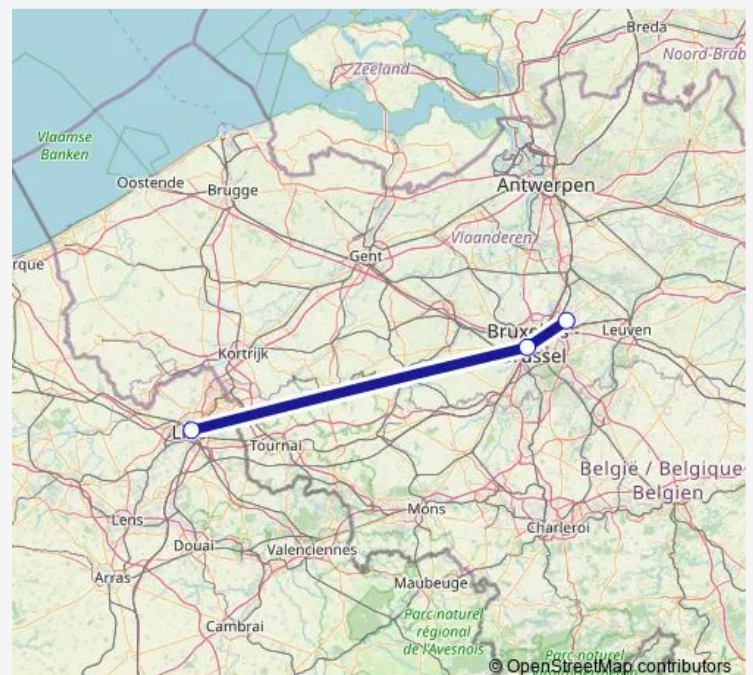 Breda
Noord-Brab
Zeeland
Vlaamse
Banken
Oostende
Brugge
Antwerpen
Vlaanderen
Gent
rque
Leuven
Kortrijk
Tournai
België / Belgique
Belgien
Mons
Lens
Charleroi
Douai
Valenciennes
Arras
Maubeuge
Cambrai
Parc naturel
régional
de l'Avesnois
Parc naturel
© OpenStreetMap contributors